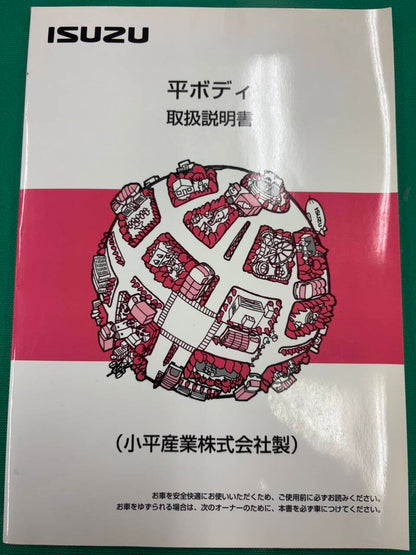 ISUZU
平ボディ
取扱説明書
(小平産業株式会社製)
お車を安全快適にお使いいただくため、ご使用前に必ずお読みください。
お車をゆずられる場合は、次のオーナーのために、本書を必ず車につけてください。